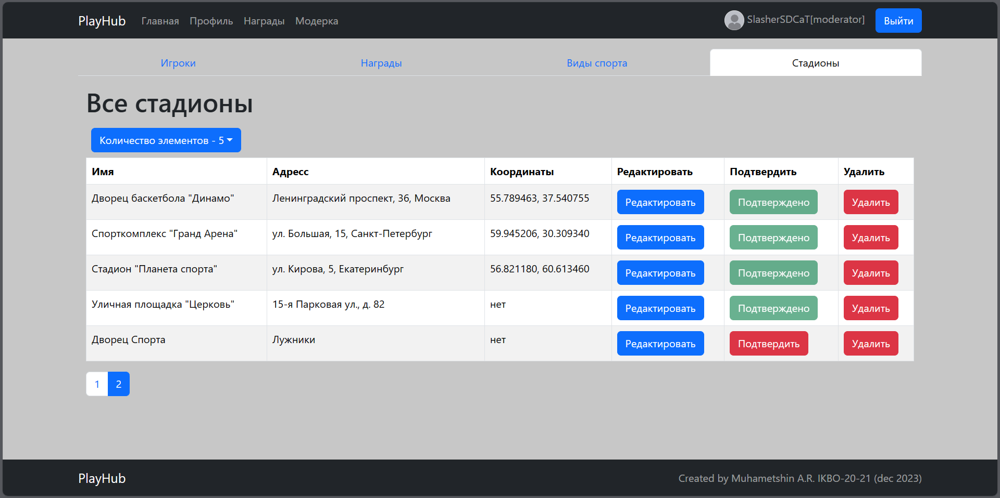 PlayHub Главная Профиль Награды Модерка SlasherSDCaT[moderator] Выйти
Игроки Награды Виды спорта Стадионы
Все стадионы
Количество элементов - 5
Имя Адресс Координаты Редактировать Подтвердить Удалить
Дворец баскетбола "Динамо" Ленинградский проспект, 36, Москва 55.789463, 37.540755 Редактировать Подтверждено Удалить
Спорткомплекс "Гранд Арена" ул. Большая, 15, Санкт-Петербург 59.945206, 30.309340 Редактировать Подтверждено Удалить
Стадион "Планета спорта" ул. Кирова, 5, Екатеринбург 56.821180, 60.613460 Редактировать Подтверждено Удалить
Уличная площадка "Церковь" 15-я Парковая ул., д. 82 нет Редактировать Подтверждено Удалить
Дворец Спорта Лужники нет Редактировать Подтвердить Удалить
1 2
PlayHub Created by Muhametshin A.R. IKBO-20-21 (dec 2023)